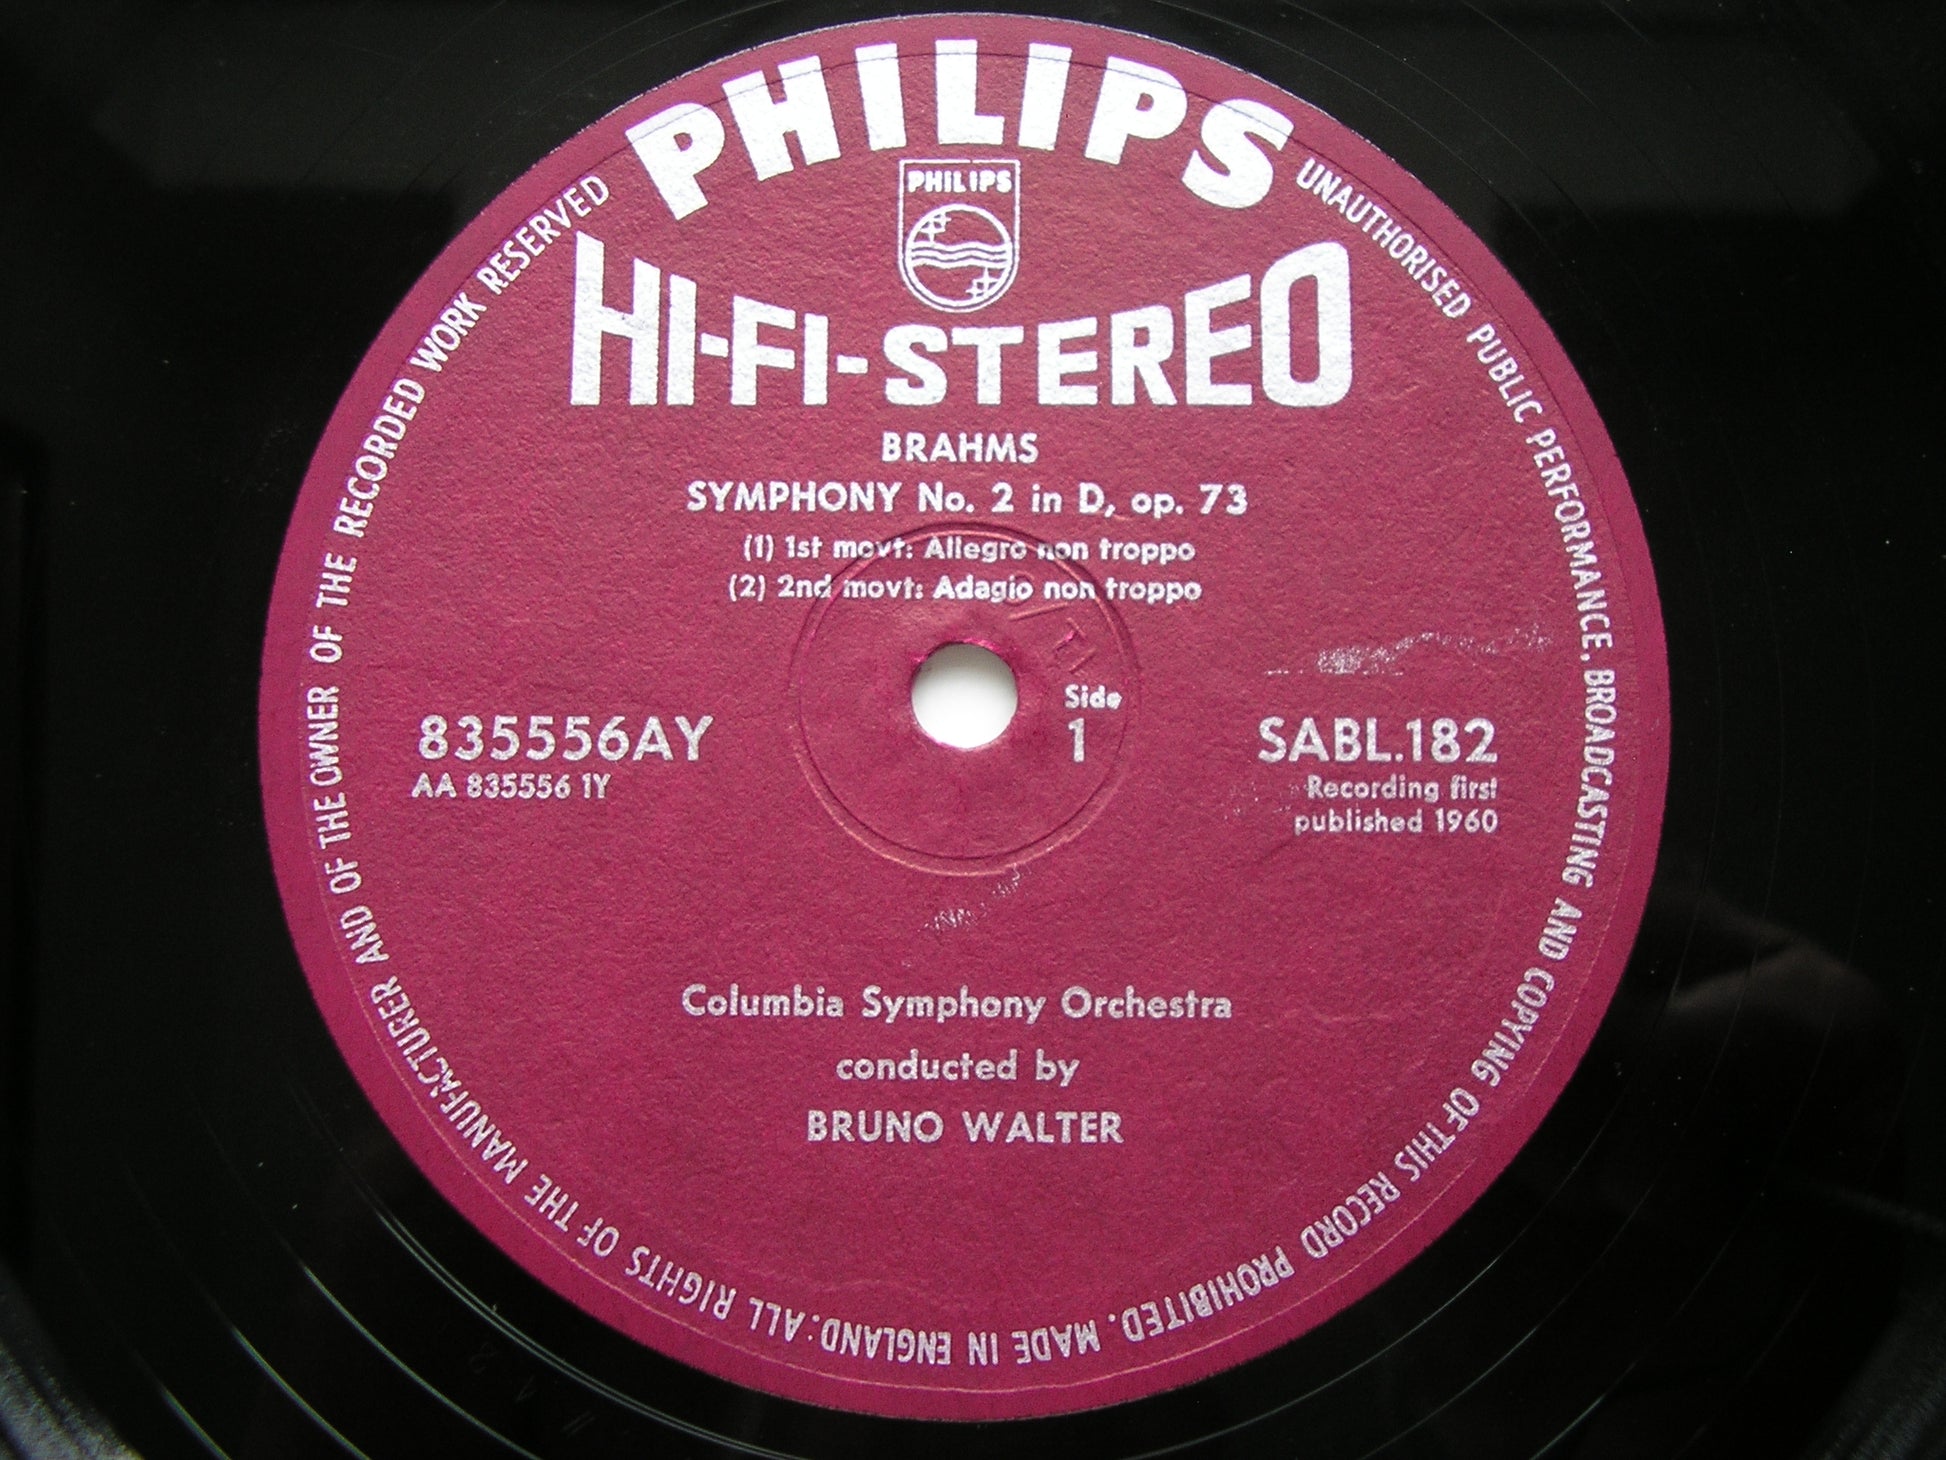 PHILIPS
PHILIPS
HI-FI-STEREO
BRAHMS
SYMPHONY No. 2 in D, op. 73
(1) 1st movt: Allegro non troppo
(2) 2nd movt: Adagio non troppo
Side
1
835556AY
AA 835556 1Y
SABL.182
Recording first
published 1960
Columbia Symphony Orchestra
conducted by
BRUNO WALTER
ALL RIGHTS OF THE MANUFACTURER AND OF THE OWNER OF THE RECORDED WORK RESERVED
UNAUTHORISED PUBLIC PERFORMANCE, BROADCASTING AND COPYING OF THIS RECORD PROHIBITED. MADE IN ENGLAND: